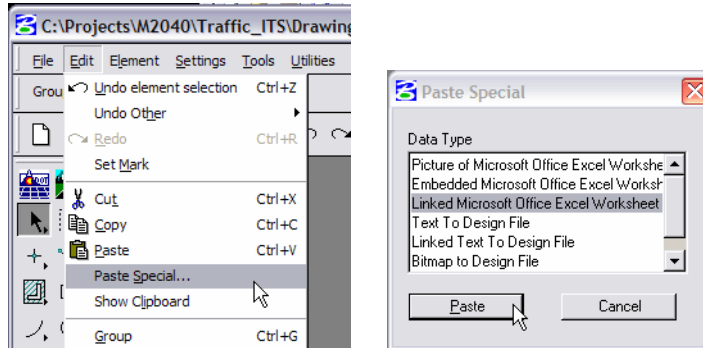 C:\Projects\M2040\Traffic_ITS\Drawing
File Edit Element Settings Tools Utilities
Grou
Undo element selection Ctrl+Z
Undo Other
Redo Ctrl+R
Set Mark
Cut Ctrl+X
Copy Ctrl+C
Paste Ctrl+V
Paste Special...
Show Clipboard
Group Ctrl+G
Paste Special
Data Type
Picture of Microsoft Office Excel Workshe
Embedded Microsoft Office Excel Worksh
Linked Microsoft Office Excel Worksheet
Text To Design File
Linked Text To Design File
Bitmap to Design File
Paste Cancel